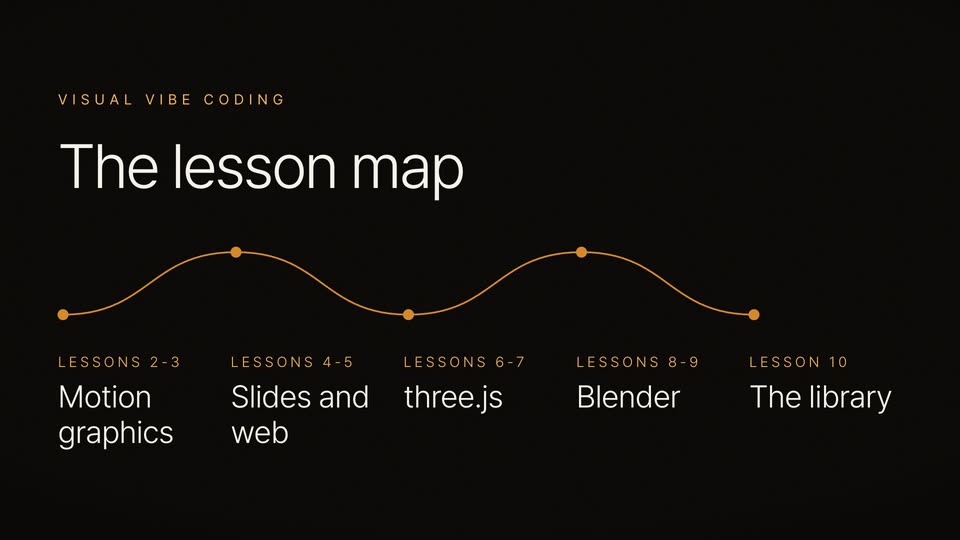 VISUAL VIBE CODING
The lesson map
LESSONS 2-3
Motion
graphics
LESSONS 4-5
Slides and
web
LESSONS 6-7
three.js
LESSONS 8-9
Blender
LESSON 10
The library